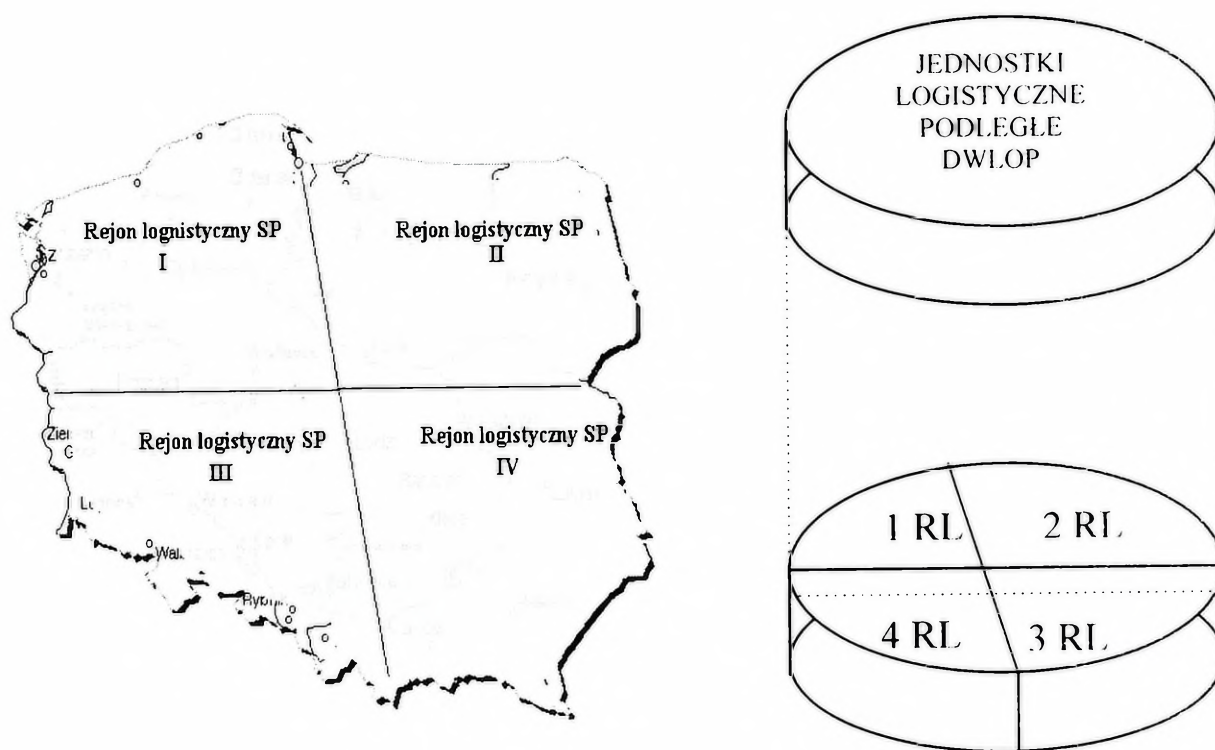 Rejon lognistyczny SP
I
Rejon logistyczny SP
II
Rejon logistyczny SP
III
Rejon logistyczny SP
IV
JEDNOSTKI
LOGISTYCZNE
PODLEGŁE
DWLOP
1 RL
2 RL
4 RL
3 RL